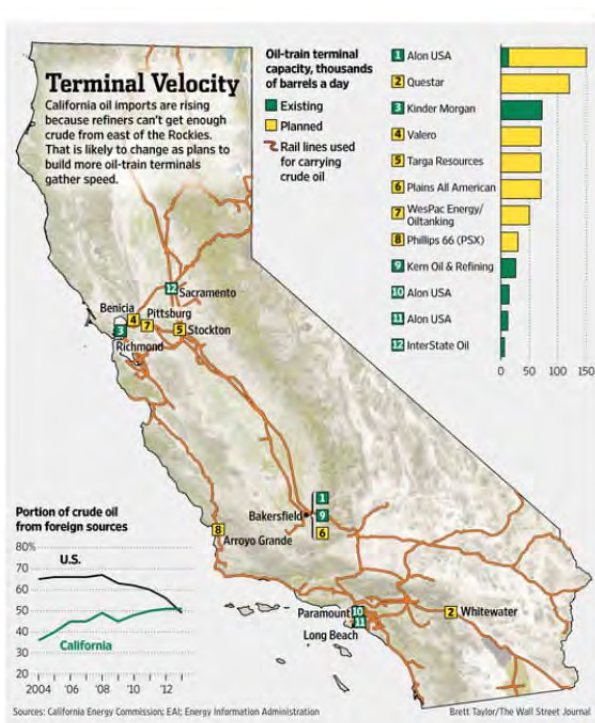 Terminal Velocity
California oil imports are rising
because refiners can't get enough
crude from east of the Rockies.
That is likely to change as plans to
build more oil-train terminals
gather speed.
Oil-train terminal
capacity, thousands
of barrels a day
Existing
Planned
Rail lines used
for carrying
crude oil
1 Alon USA
2 Questar
3 Kinder Morgan
4 Valero
5 Targa Resources
6 Plains All American
7 WesPac Energy/
Oiltanking
8 Phillips 66 (PSX)
9 Kern Oil & Refining
10 Alon USA
11 Alon USA
12 InterState Oil
0 50 100 150
12 Sacramento
Benicia
4
Pittsburg
7
3
Richmond
5 Stockton
1
Bakersfield
9
6
8
Arroyo Grande
Paramount 10
11
Long Beach
2 Whitewater
Portion of crude oil
from foreign sources
80%
70
60
50
40
30
20
U.S.
California
2004 '06 '08 '10 '12
Sources: California Energy Commission; EAI; Energy Information Administration
Brett Taylor/The Wall Street Journal